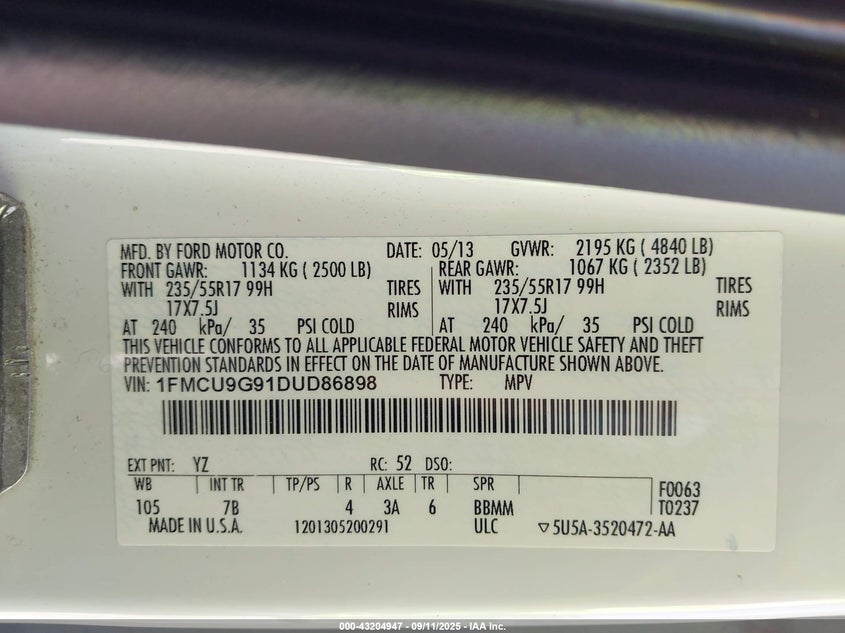 MFD. BY FORD MOTOR CO. DATE: 05/13 GVWR: 2195 KG ( 4840 LB)
FRONT GAWR: 1134 KG ( 2500 LB) REAR GAWR: 1067 KG ( 2352 LB)
WITH 235/55R17 99H TIRES WITH 235/55R17 99H TIRES
17X7.5J RIMS 17X7.5J RIMS
AT 240 kPa/ 35 PSI COLD AT 240 kPa/ 35 PSI COLD
THIS VEHICLE CONFORMS TO ALL APPLICABLE FEDERAL MOTOR VEHICLE SAFETY AND THEFT
PREVENTION STANDARDS IN EFFECT ON THE DATE OF MANUFACTURE SHOWN ABOVE.
VIN: 1FMCU9G91DUD86898 TYPE: MPV
EXT PNT: YZ RC: 52 DSO:
WB INT TR TP/PS R AXLE TR SPR F0063
105 7B 4 3A 6 BBMM T0237
MADE IN U.S.A. 1201305200291 ULC ▽5U5A-3520472-AA
000-43204947 - 09/11/2025 - IAA Inc.